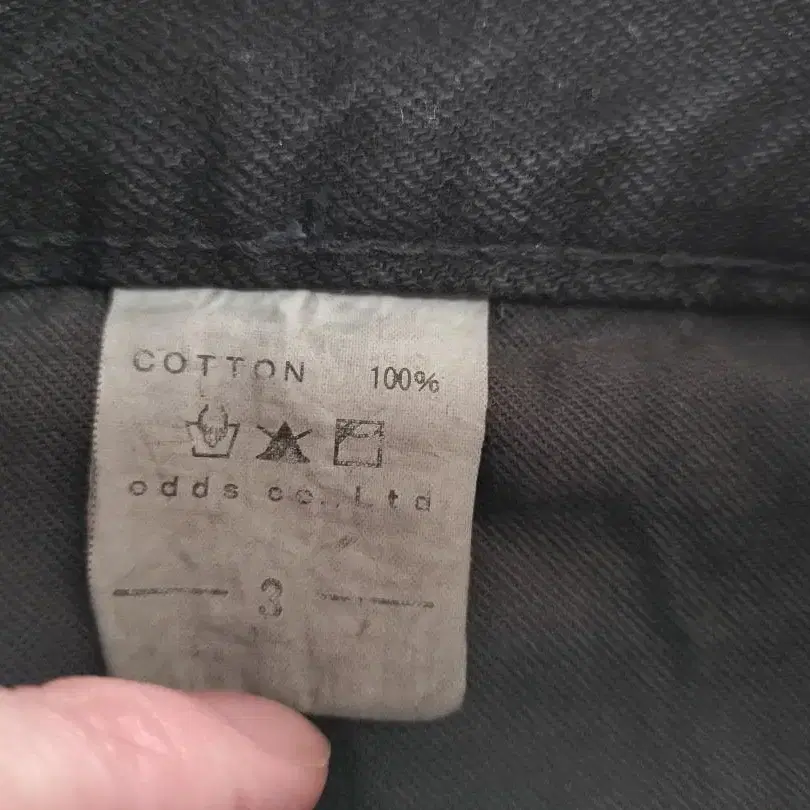 COTTON 100%
odds co., Ltd
3